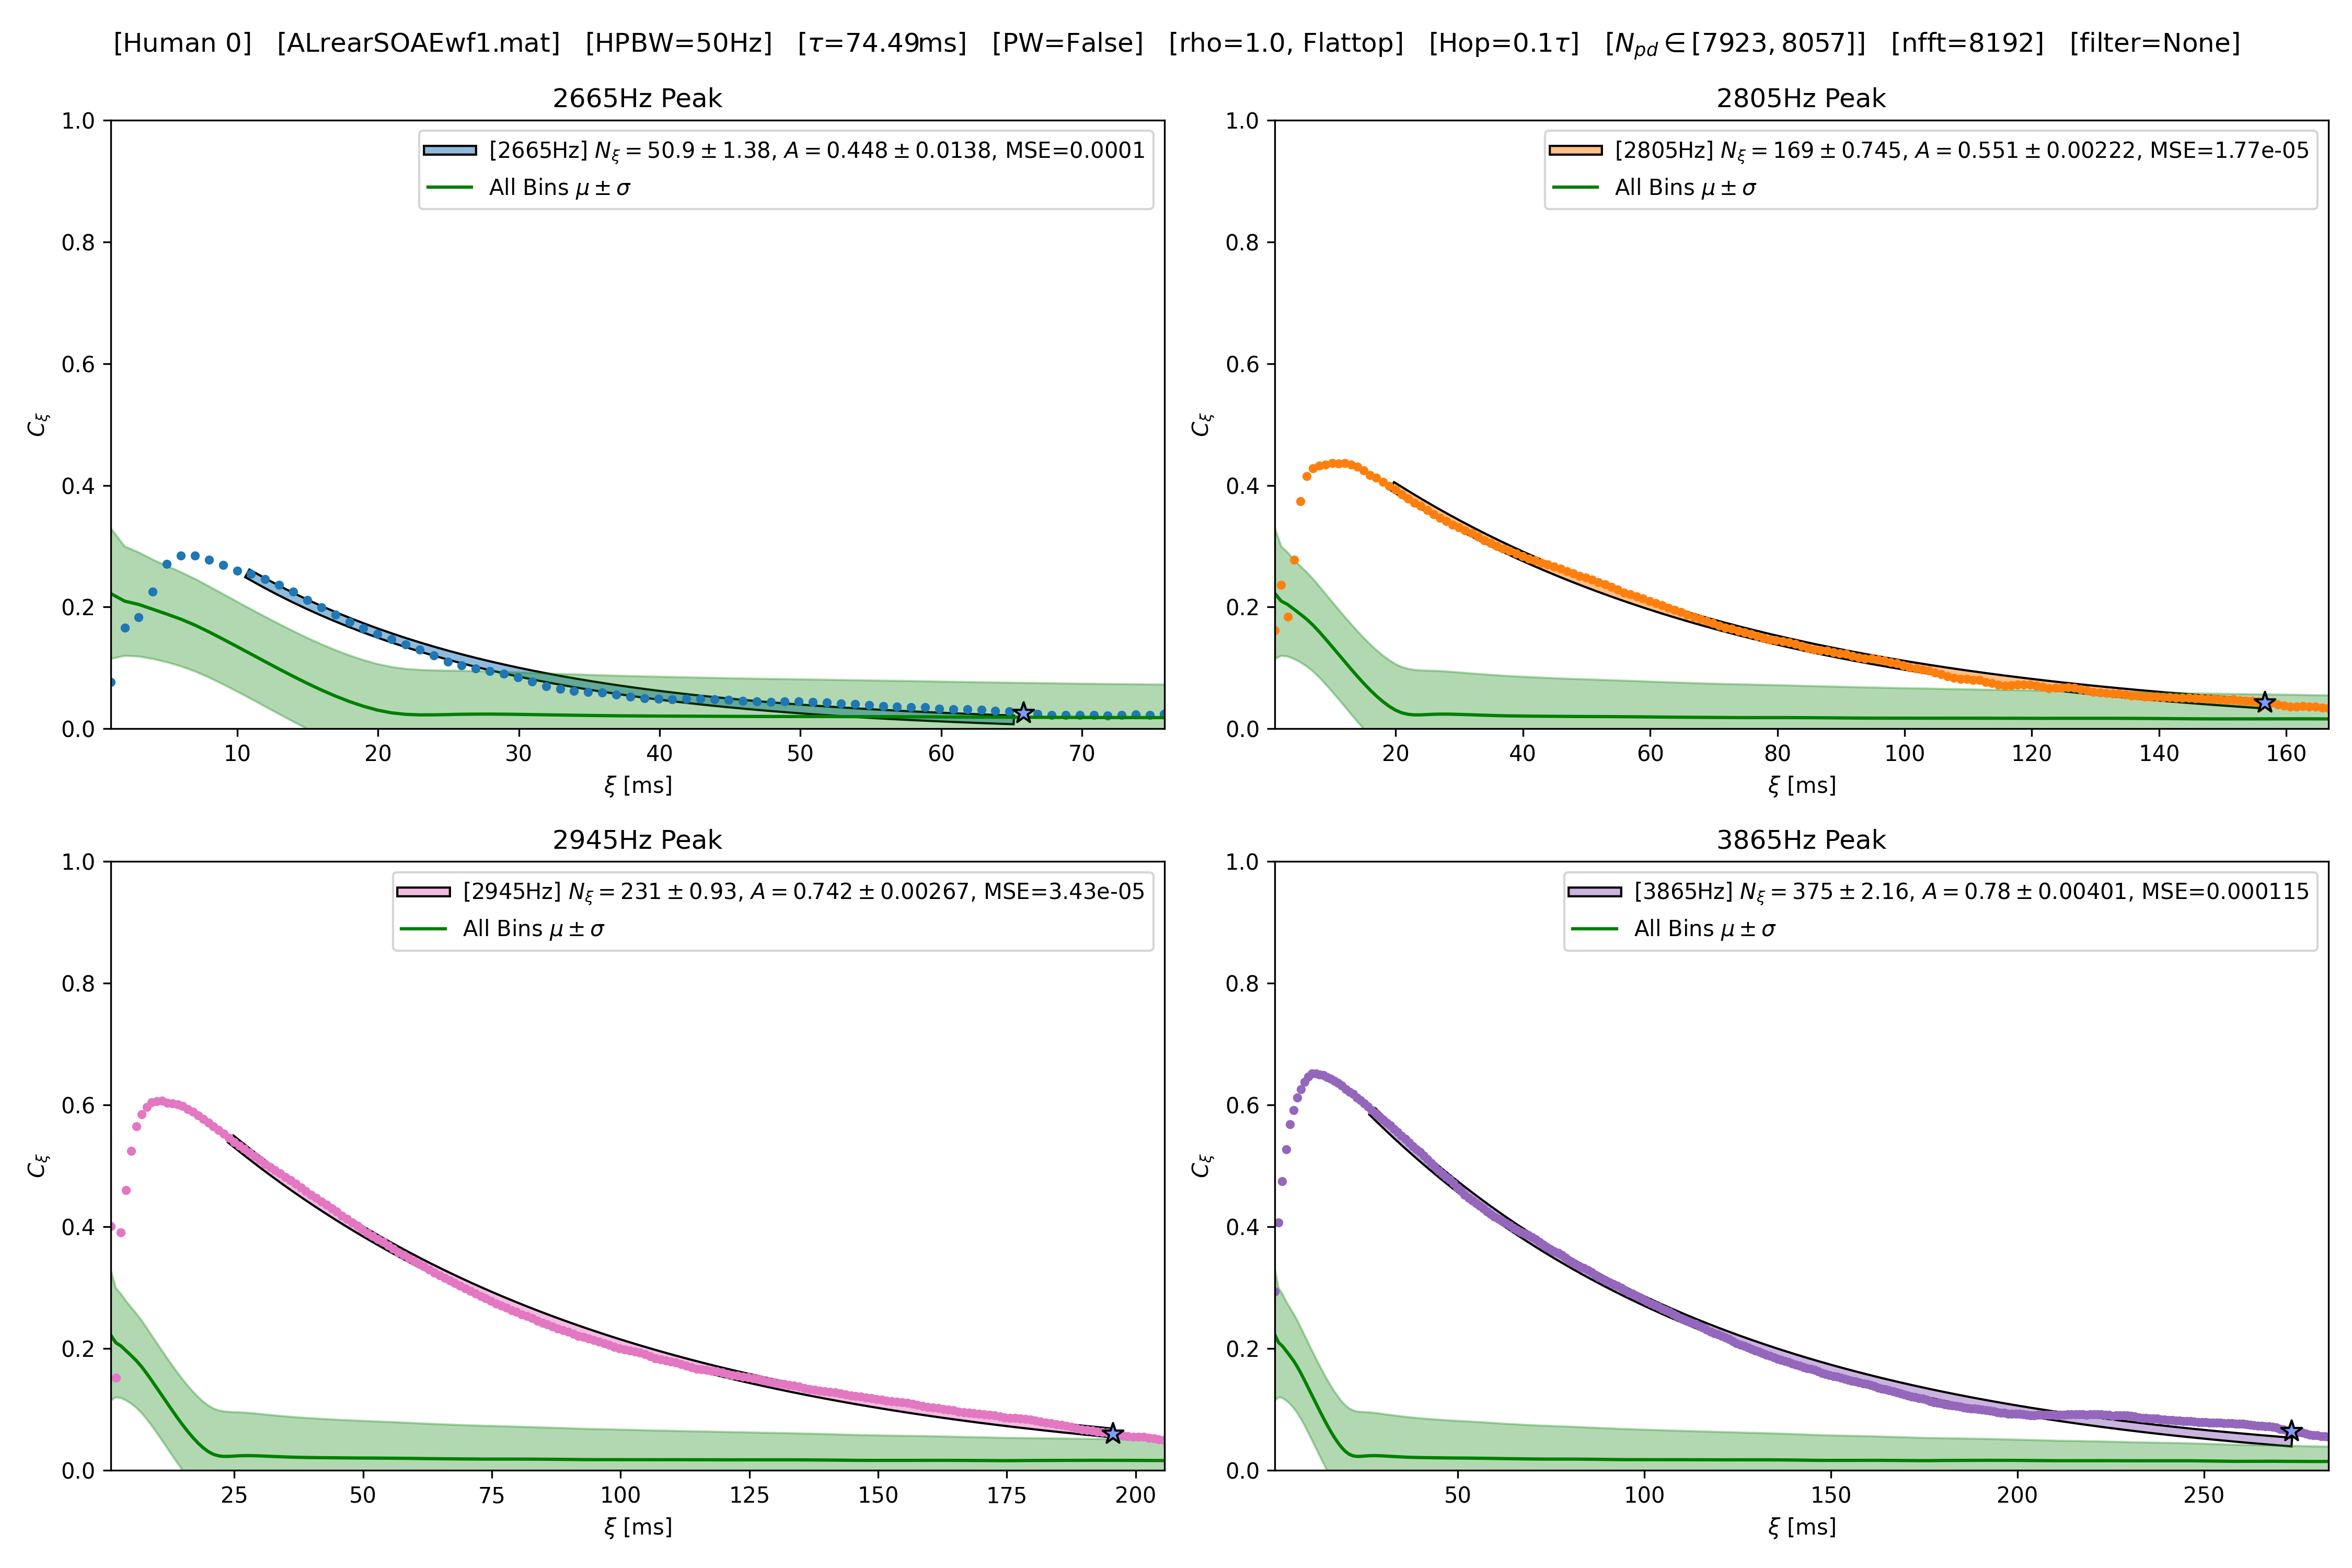 [Human 0] [ALrearSOAEwf1.mat] [HPBW=50Hz] [τ=74.49ms] [PW=False] [rho=1.0, Flattop] [Hop=0.1τ] [N_pd ∈ [7923, 8057]] [nfft=8192] [filter=None]
2665Hz Peak
1.0
0.8
0.6
0.4
0.2
0.0
C_ξ
[2665Hz] N_ξ = 50.9 ± 1.38, A = 0.448 ± 0.0138, MSE=0.0001
All Bins μ ± σ
10 20 30 40 50 60 70
ξ [ms]
2805Hz Peak
1.0
0.8
0.6
0.4
0.2
0.0
C_ξ
[2805Hz] N_ξ = 169 ± 0.745, A = 0.551 ± 0.00222, MSE=1.77e-05
All Bins μ ± σ
20 40 60 80 100 120 140 160
ξ [ms]
2945Hz Peak
1.0
0.8
0.6
0.4
0.2
0.0
C_ξ
[2945Hz] N_ξ = 231 ± 0.93, A = 0.742 ± 0.00267, MSE=3.43e-05
All Bins μ ± σ
25 50 75 100 125 150 175 200
ξ [ms]
3865Hz Peak
1.0
0.8
0.6
0.4
0.2
0.0
C_ξ
[3865Hz] N_ξ = 375 ± 2.16, A = 0.78 ± 0.00401, MSE=0.000115
All Bins μ ± σ
50 100 150 200 250
ξ [ms]